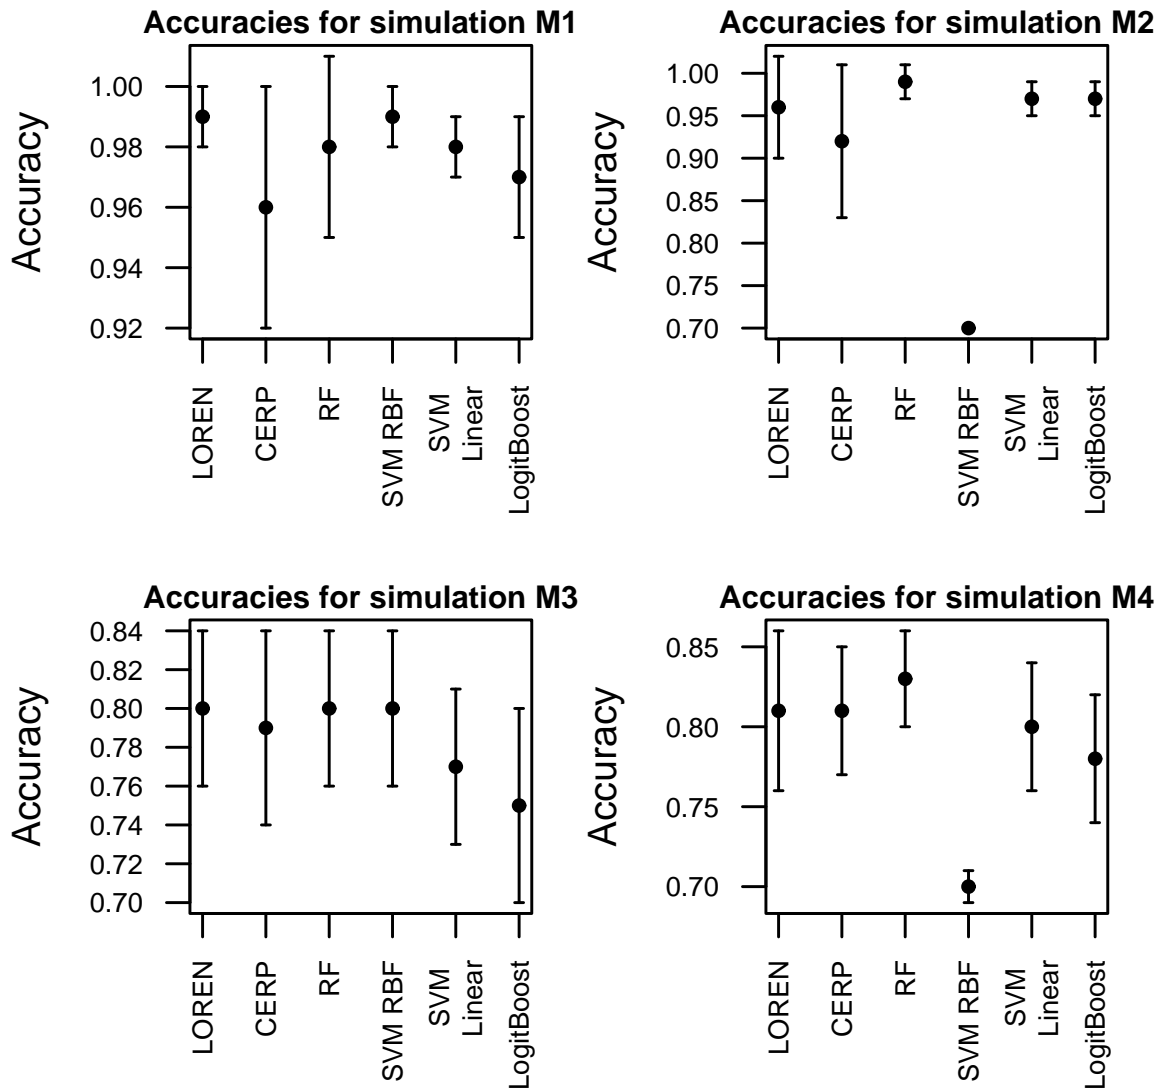 Accuracies for simulation M1
Accuracy
1.00
0.98
0.96
0.94
0.92
LOREN
CERP
RF
SVM RBF
SVM
Linear
LogitBoost
Accuracies for simulation M2
Accuracy
1.00
0.95
0.90
0.85
0.80
0.75
0.70
LOREN
CERP
RF
SVM RBF
SVM
Linear
LogitBoost
Accuracies for simulation M3
Accuracy
0.84
0.82
0.80
0.78
0.76
0.74
0.72
0.70
LOREN
CERP
RF
SVM RBF
SVM
Linear
LogitBoost
Accuracies for simulation M4
Accuracy
0.85
0.80
0.75
0.70
LOREN
CERP
RF
SVM RBF
SVM
Linear
LogitBoost